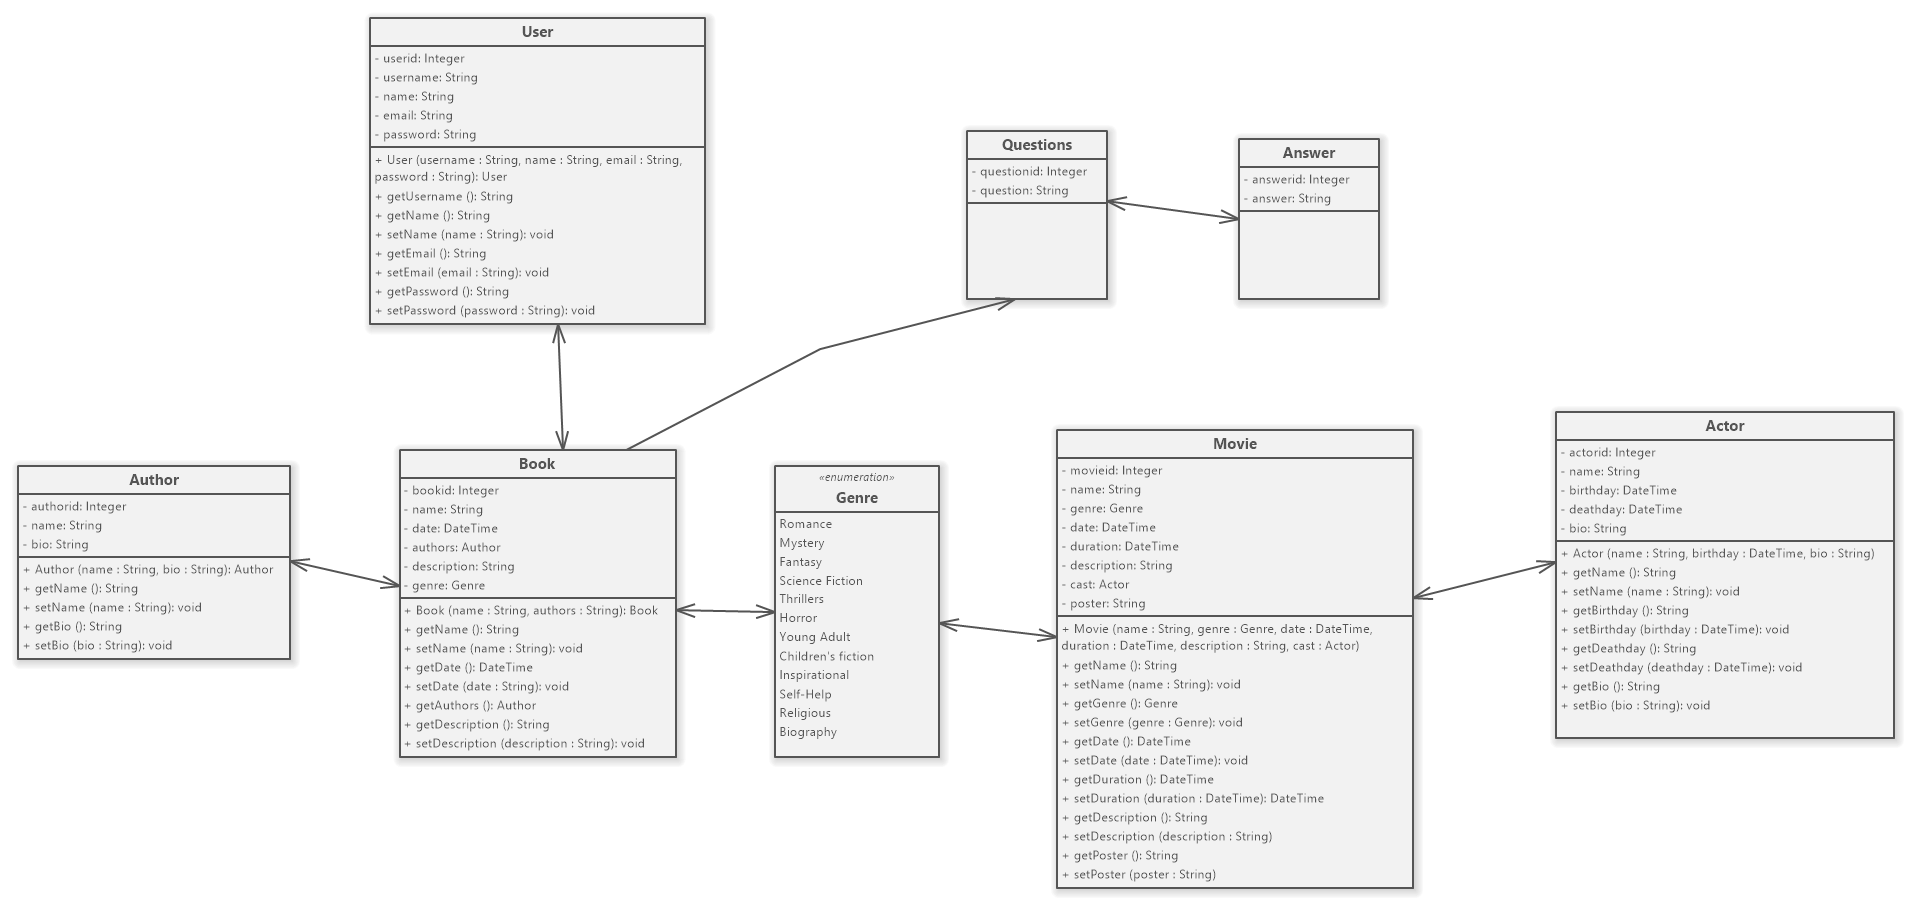 User
- userid: Integer
- username: String
- name: String
- email: String
- password: String
+ User (username : String, name : String, email : String,
password : String): User
+ getUsername (): String
+ getName (): String
+ setName (name : String): void
+ getEmail (): String
+ setEmail (email : String): void
+ getPassword (): String
+ setPassword (password : String): void
Questions
- questionid: Integer
- question: String
Answer
- answerid: Integer
- answer: String
Author
- authorid: Integer
- name: String
- bio: String
+ Author (name : String, bio : String): Author
+ getName (): String
+ setName (name : String): void
+ getBio (): String
+ setBio (bio : String): void
Book
- bookid: Integer
- name: String
- date: DateTime
- authors: Author
- description: String
- genre: Genre
+ Book (name : String, authors : String): Book
+ getName (): String
+ setName (name : String): void
+ getDate (): DateTime
+ setDate (date : String): void
+ getAuthors (): Author
+ getDescription (): String
+ setDescription (description : String): void
«enumeration»
Genre
Romance
Mystery
Fantasy
Science Fiction
Thrillers
Horror
Young Adult
Children's fiction
Inspirational
Self-Help
Religious
Biography
Movie
- movieid: Integer
- name: String
- genre: Genre
- date: DateTime
- duration: DateTime
- description: String
- cast: Actor
- poster: String
+ Movie (name : String, genre : Genre, date : DateTime,
duration : DateTime, description : String, cast : Actor)
+ getName (): String
+ setName (name : String): void
+ getGenre (): Genre
+ setGenre (genre : Genre): void
+ getDate (): DateTime
+ setDate (date : DateTime): void
+ getDuration (): DateTime
+ setDuration (duration : DateTime): DateTime
+ getDescription (): String
+ setDescription (description : String)
+ getPoster (): String
+ setPoster (poster : String)
Actor
- actorid: Integer
- name: String
- birthday: DateTime
- deathday: DateTime
- bio: String
+ Actor (name : String, birthday : DateTime, bio : String)
+ getName (): String
+ setName (name : String): void
+ getBirthday (): String
+ setBirthday (birthday : DateTime): void
+ getDeathday (): String
+ setDeathday (deathday : DateTime): void
+ getBio (): String
+ setBio (bio : String): void